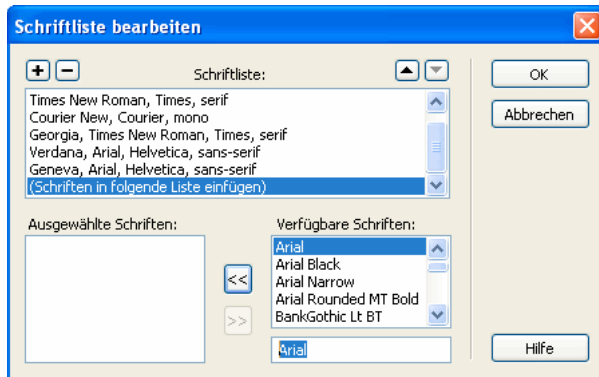 Schriftliste bearbeiten
Schriftliste:
OK
Times New Roman, Times, serif
Courier New, Courier, mono
Abbrechen
Georgia, Times New Roman, Times, serif
Verdana, Arial, Helvetica, sans-serif
Geneva, Arial, Helvetica, sans-serif
(Schriften in folgende Liste einfügen)
Ausgewählte Schriften:
Verfügbare Schriften:
Arial
Arial Black
<<
Arial Narrow
Arial Rounded MT Bold
>>
BankGothic Lt BT
Arial
Hilfe